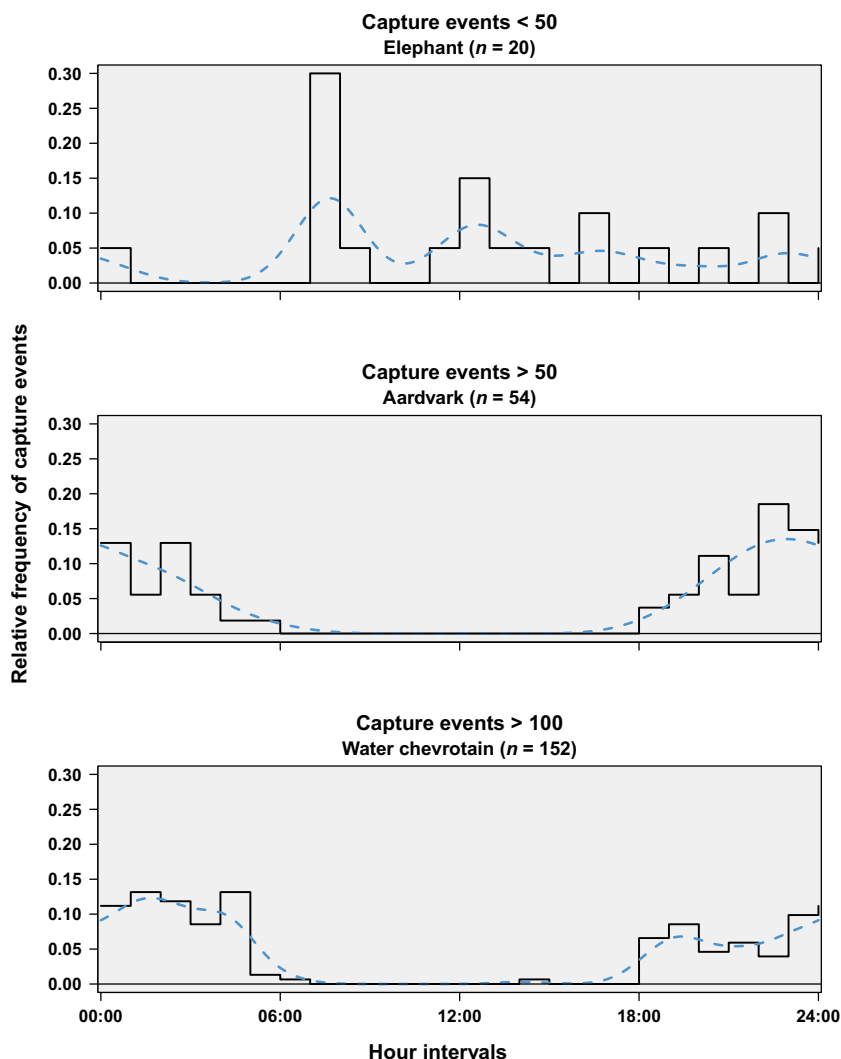 Capture events < 50
Elephant (n = 20)
0.30
0.25
0.20
0.15
0.10
0.05
0.00
Capture events > 50
Aardvark (n = 54)
0.30
0.25
0.20
0.15
0.10
0.05
0.00
Relative frequency of capture events
Capture events > 100
Water chevrotain (n = 152)
0.30
0.25
0.20
0.15
0.10
0.05
0.00
00:00 06:00 12:00 18:00 24:00
Hour intervals